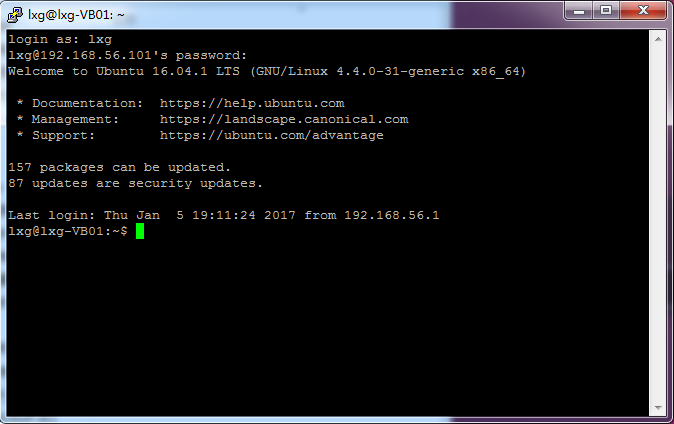 lxg@lxg-VB01: ~
login as: lxg
lxg@192.168.56.101's password:
Welcome to Ubuntu 16.04.1 LTS (GNU/Linux 4.4.0-31-generic x86_64)
* Documentation:  https://help.ubuntu.com
* Management:     https://landscape.canonical.com
* Support:        https://ubuntu.com/advantage
157 packages can be updated.
87 updates are security updates.
Last login: Thu Jan  5 19:11:24 2017 from 192.168.56.1
lxg@lxg-VB01:~$